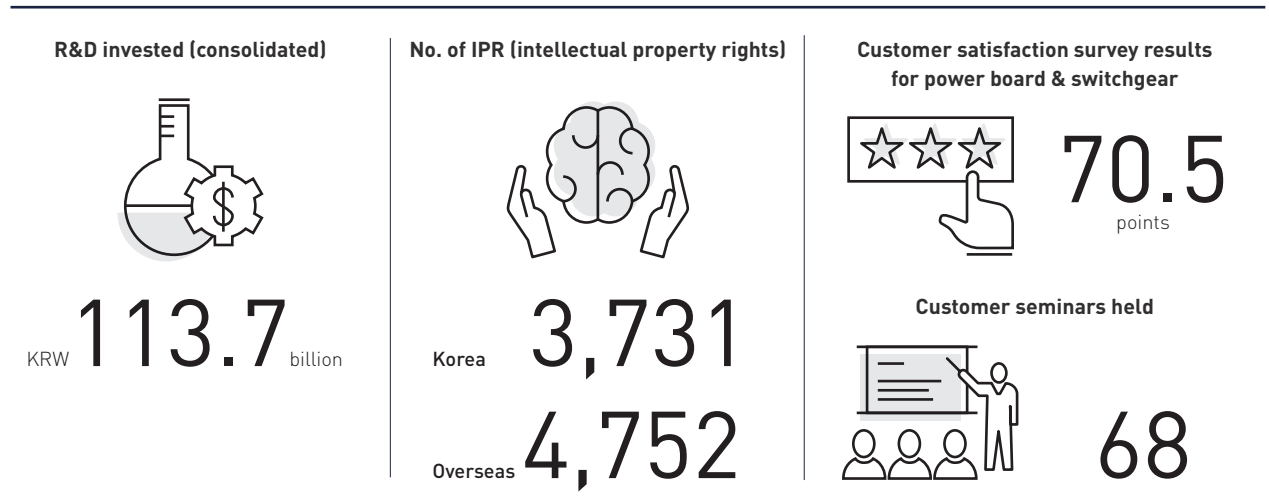 R&D invested (consolidated)
KRW 113.7 billion
No. of IPR (intellectual property rights)
Korea 3,731
Overseas 4,752
Customer satisfaction survey results
for power board & switchgear
70.5
points
Customer seminars held
68